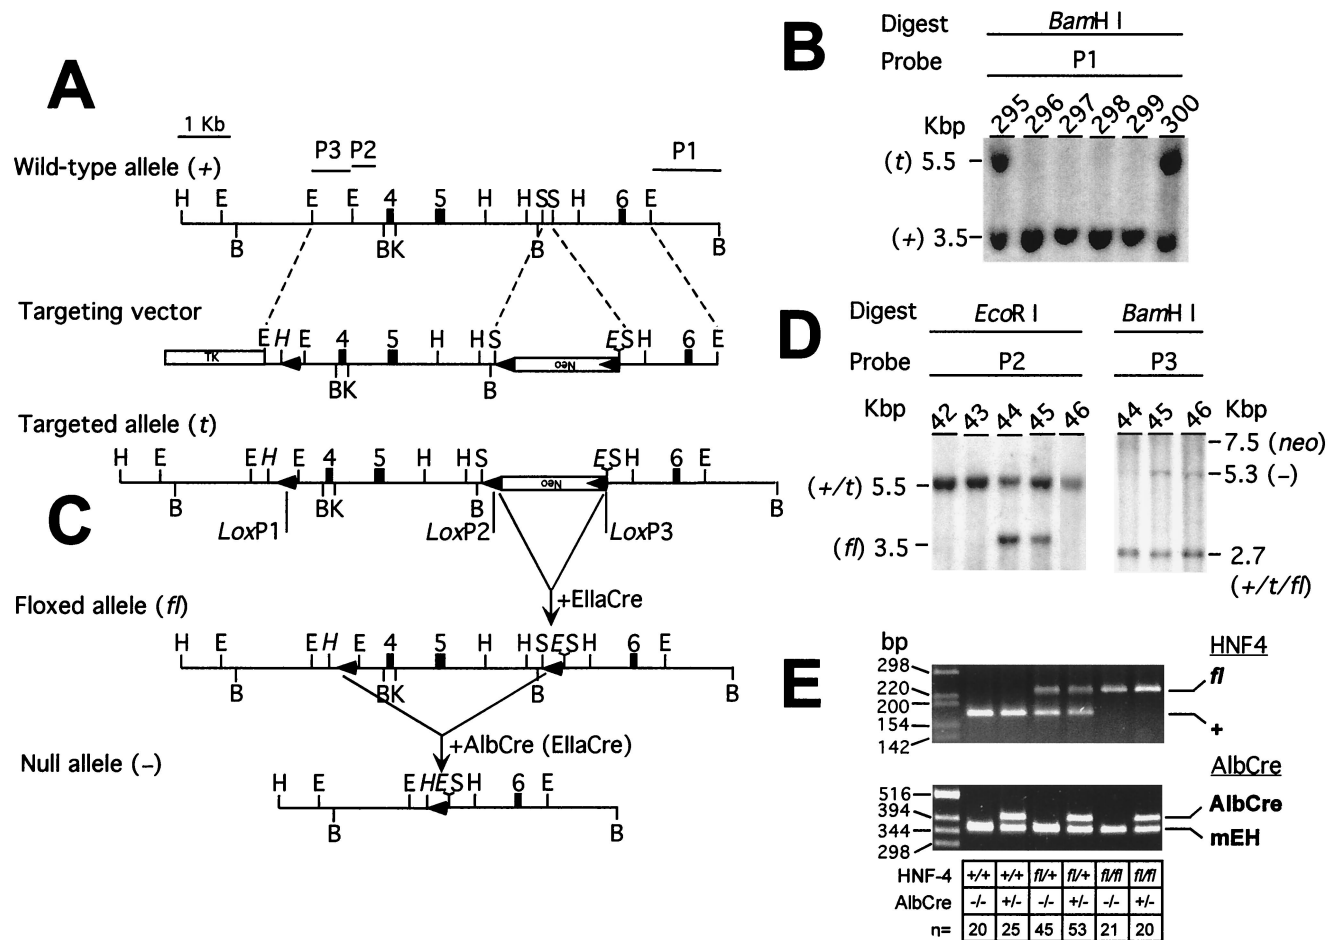 A
1 Kb
P3 P2 P1
Wild-type allele (+)
H E E E 4 5 H H S S H 6 E
B BK B B
Targeting vector
E H E 4 5 H H S E S H 6 E
TK Neo
BK B
Targeted allele (t)
H E E H E 4 5 H H S E S H 6 E
Neo
B BK B B
LoxP1 LoxP2 LoxP3
C
+EIIaCre
Floxed allele (fl)
H E E H E 4 5 H H S E S H 6 E
B BK B B
+AlbCre (EIIaCre)
Null allele (–)
H E E H E S H 6 E
B B
B
Digest BamH I
Probe P1
Kbp 295 296 297 298 299 300
(t) 5.5
(+) 3.5
D
Digest EcoR I BamH I
Probe P2 P3
Kbp 42 43 44 45 46 44 45 46 Kbp
7.5 (neo)
5.3 (–)
(+/t) 5.5
(fl) 3.5
2.7
(+/t/fl)
E
bp HNF4
298 fl
220
200
154 +
142
AlbCre
516
394 AlbCre
344 mEH
298
HNF-4 +/+ +/+ fl/+ fl/+ fl/fl fl/fl
AlbCre -/- +/- -/- +/- -/- +/-
n= 20 25 45 53 21 20